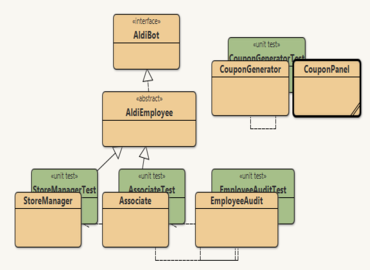 «interface»
AldiBot
«unit test»
CouponGeneratorTest
CouponGenerator
CouponPanel
«abstract»
AldiEmployee
«unit test»
StoreManagerTest
StoreManager
«unit test»
AssociateTest
Associate
«unit test»
EmployeeAuditTest
EmployeeAudit